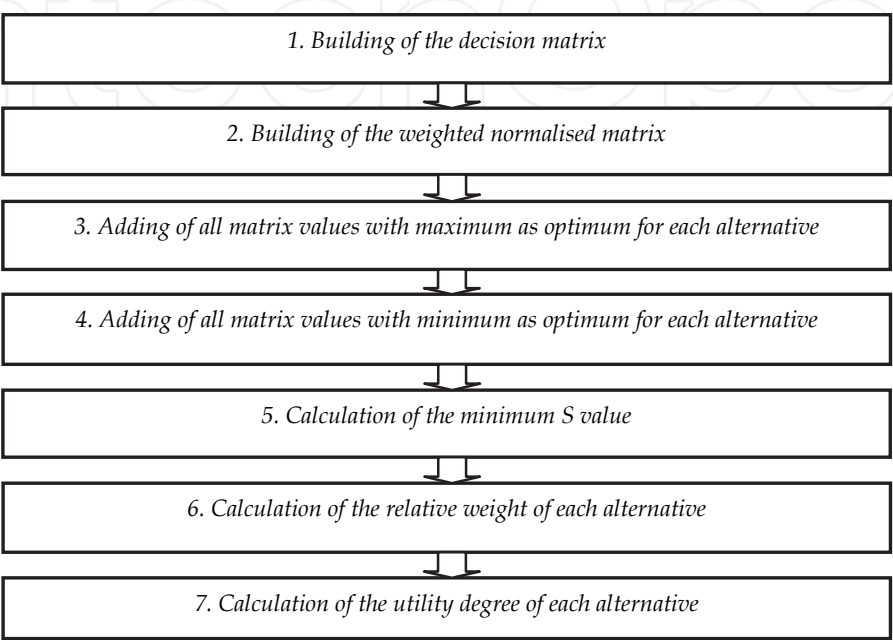 1. Building of the decision matrix
2. Building of the weighted normalised matrix
3. Adding of all matrix values with maximum as optimum for each alternative
4. Adding of all matrix values with minimum as optimum for each alternative
5. Calculation of the minimum S value
6. Calculation of the relative weight of each alternative
7. Calculation of the utility degree of each alternative